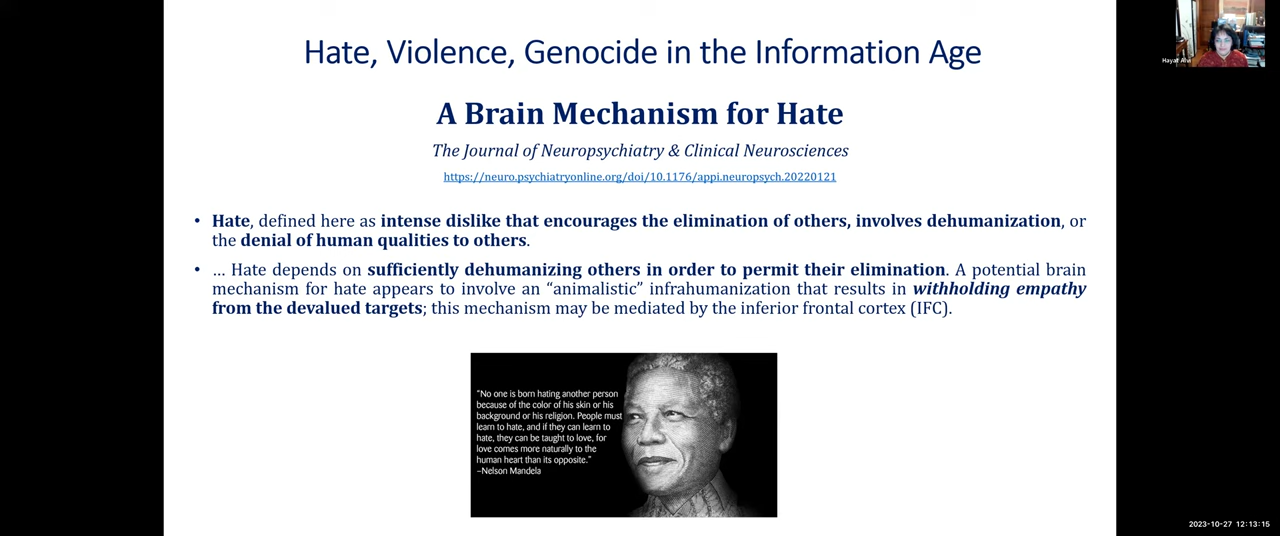 Hate, Violence, Genocide in the Information Age
A Brain Mechanism for Hate
The Journal of Neuropsychiatry & Clinical Neurosciences
https://neuro.psychiatryonline.org/doi/10.1176/appi.neuropsych.20220121
• Hate, defined here as intense dislike that encourages the elimination of others, involves dehumanization, or
the denial of human qualities to others.
• … Hate depends on sufficiently dehumanizing others in order to permit their elimination. A potential brain
mechanism for hate appears to involve an “animalistic” infrahumanization that results in withholding empathy
from the devalued targets; this mechanism may be mediated by the inferior frontal cortex (IFC).
"No one is born hating another person
because of the color of his skin or his
background or his religion. People must
learn to hate, and if they can learn to
hate, they can be taught to love, for
love comes more naturally to the
human heart than its opposite."
–Nelson Mandela
Hayat
2023-10-27 12:13:15